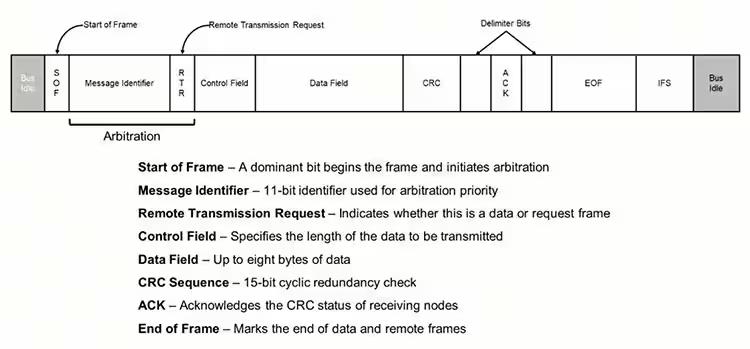 Start of Frame
Remote Transmission Request
Delimiter Bits
Bus Idle
SOF
Message Identifier
RTR
Control Field
Data Field
CRC
ACK
EOF
IFS
Bus Idle
Arbitration
Start of Frame – A dominant bit begins the frame and initiates arbitration
Message Identifier – 11-bit identifier used for arbitration priority
Remote Transmission Request – Indicates whether this is a data or request frame
Control Field – Specifies the length of the data to be transmitted
Data Field – Up to eight bytes of data
CRC Sequence – 15-bit cyclic redundancy check
ACK – Acknowledges the CRC status of receiving nodes
End of Frame – Marks the end of data and remote frames